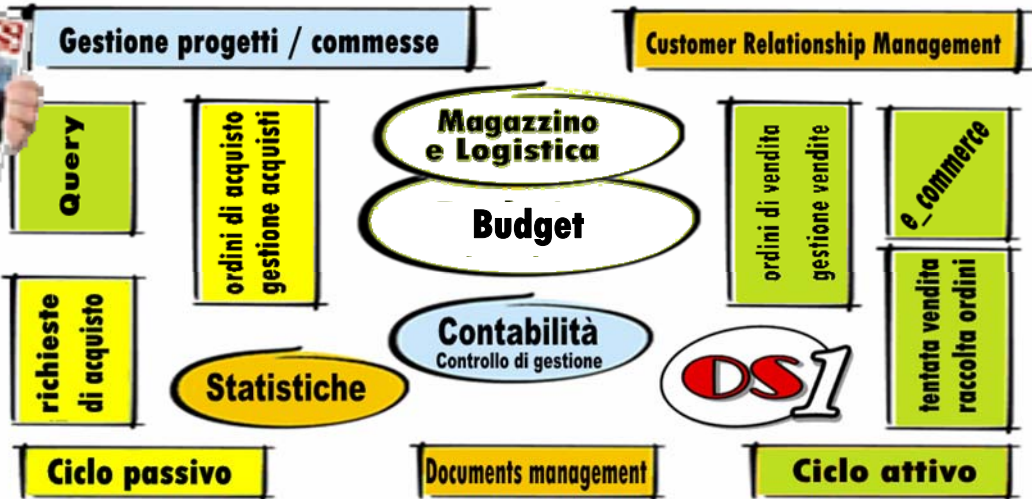 Gestione progetti / commesse
Customer Relationship Management
Query
ordini di acquisto
gestione acquisti
Magazzino
e Logistica
Budget
ordini di vendita
gestione vendite
e_commerce
richieste
di acquisto
Statistiche
Contabilità
Controllo di gestione
DS1
tentata vendita
raccolta ordini
Ciclo passivo
Documents management
Ciclo attivo